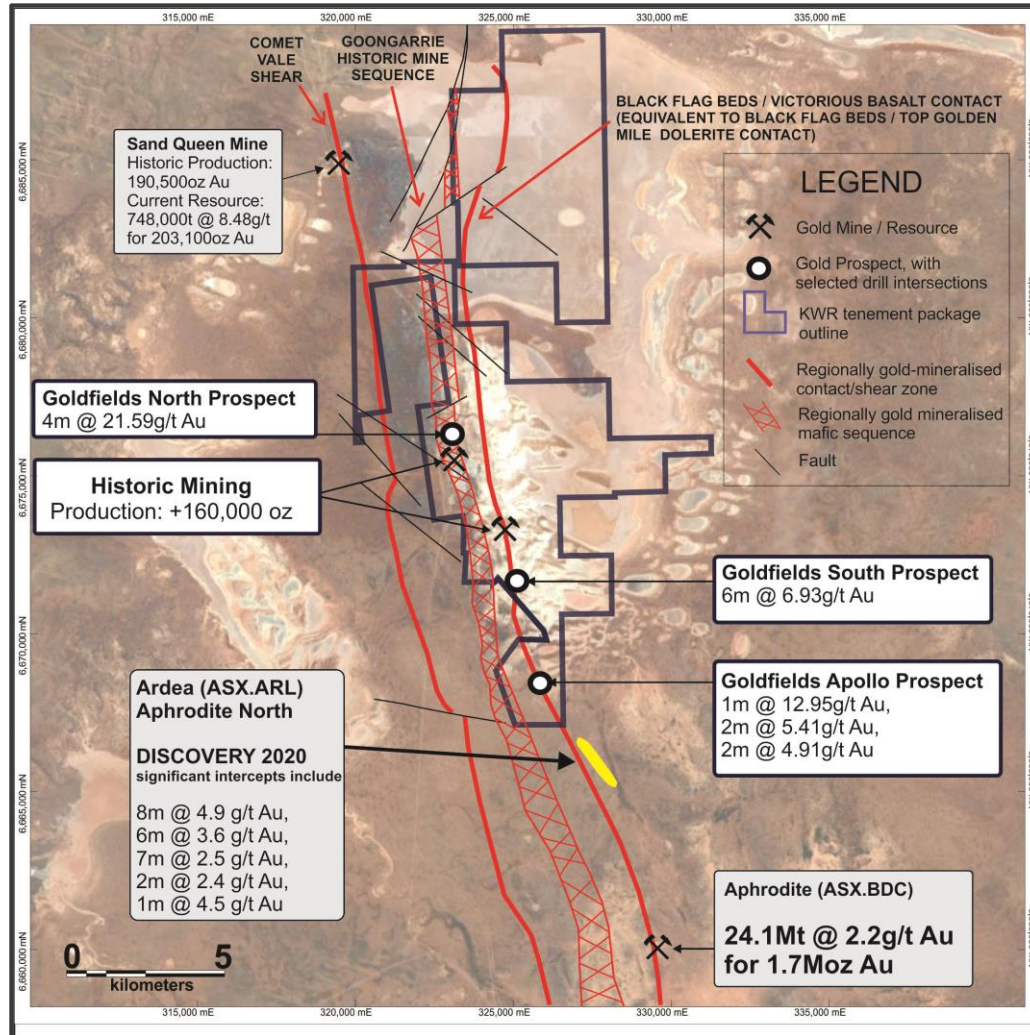 315,000 mE
320,000 mE
325,000 mE
330,000 mE
335,000 mE
COMET
VALE
SHEAR
GOONGARRIE
HISTORIC MINE
SEQUENCE
BLACK FLAG BEDS / VICTORIOUS BASALT CONTACT
(EQUIVALENT TO BLACK FLAG BEDS / TOP GOLDEN
MILE DOLERITE CONTACT)
Sand Queen Mine
Historic Production:
190,500oz Au
Current Resource:
748,000t @ 8.48g/t
for 203,100oz Au
LEGEND
Gold Mine / Resource
Gold Prospect, with
selected drill intersections
KWR tenement package
outline
Regionally gold-mineralised
contact/shear zone
Regionally gold mineralised
mafic sequence
Fault
6,685,000 mN
6,680,000 mN
6,675,000 mN
6,670,000 mN
6,665,000 mN
6,660,000 mN
Goldfields North Prospect
4m @ 21.59g/t Au
Historic Mining
Production: +160,000 oz
Goldfields South Prospect
6m @ 6.93g/t Au
Goldfields Apollo Prospect
1m @ 12.95g/t Au,
2m @ 5.41g/t Au,
2m @ 4.91g/t Au
Ardea (ASX.ARL)
Aphrodite North
DISCOVERY 2020
significant intercepts include
8m @ 4.9 g/t Au,
6m @ 3.6 g/t Au,
7m @ 2.5 g/t Au,
2m @ 2.4 g/t Au,
1m @ 4.5 g/t Au
Aphrodite (ASX.BDC)
24.1Mt @ 2.2g/t Au
for 1.7Moz Au
0 5
kilometers
315,000 mE
320,000 mE
325,000 mE
330,000 mE
335,000 mE